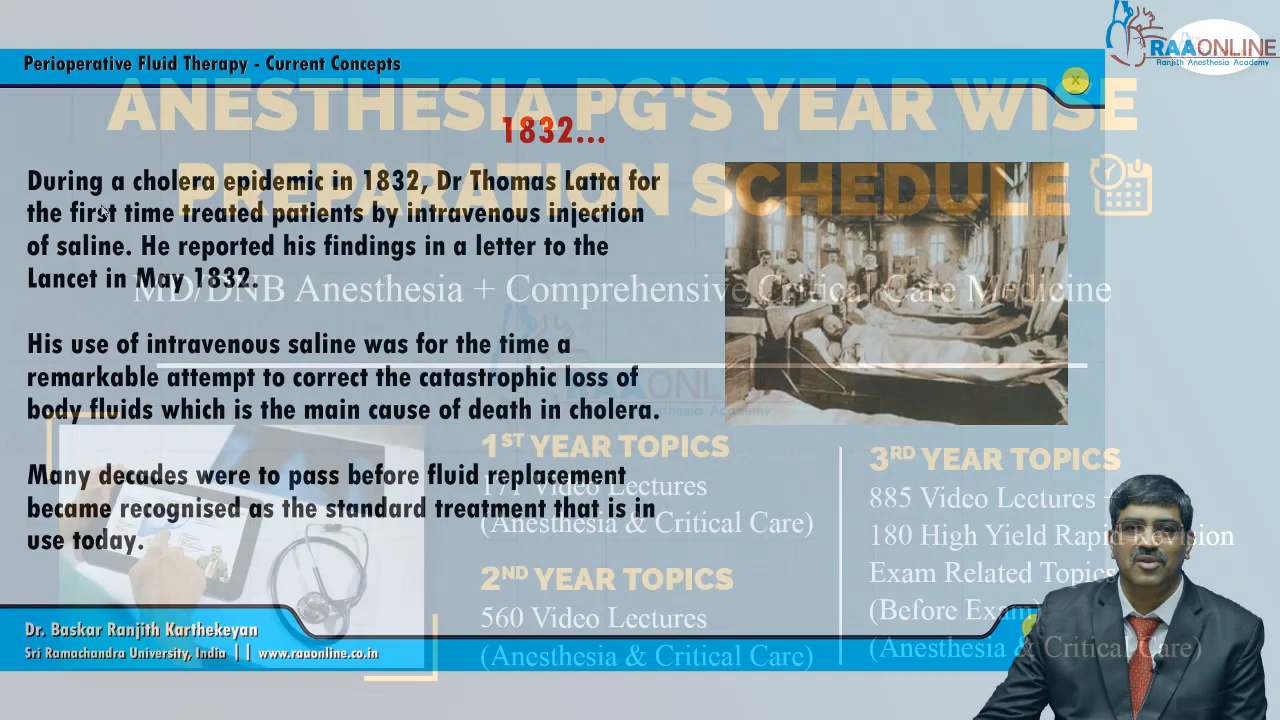 RAAONLINE
Ranjith Anesthesia Academy
Perioperative Fluid Therapy - Current Concepts
ANESTHESIA PG'S YEAR WISE
PREPARATION SCHEDULE
1832...
During a cholera epidemic in 1832, Dr Thomas Latta for
the first time treated patients by intravenous injection
of saline. He reported his findings in a letter to the
Lancet in May 1832.
MD/DNB Anesthesia + Comprehensive Critical Care Medicine
His use of intravenous saline was for the time a
remarkable attempt to correct the catastrophic loss of
body fluids which is the main cause of death in cholera.
RAAONLINE
Many decades were to pass before fluid replacement
became recognised as the standard treatment that is in
use today.
1ST YEAR TOPICS
171 Video Lectures
(Anesthesia & Critical Care)
2ND YEAR TOPICS
560 Video Lectures
(Anesthesia & Critical Care)
3RD YEAR TOPICS
885 Video Lectures +
180 High Yield Rapid Revision
Exam Related Topics
(Before Exam)
(Anesthesia & Critical Care)
Dr. Baskar Ranjith Karthekeyan
Sri Ramachandra University, India || www.raaonline.co.in